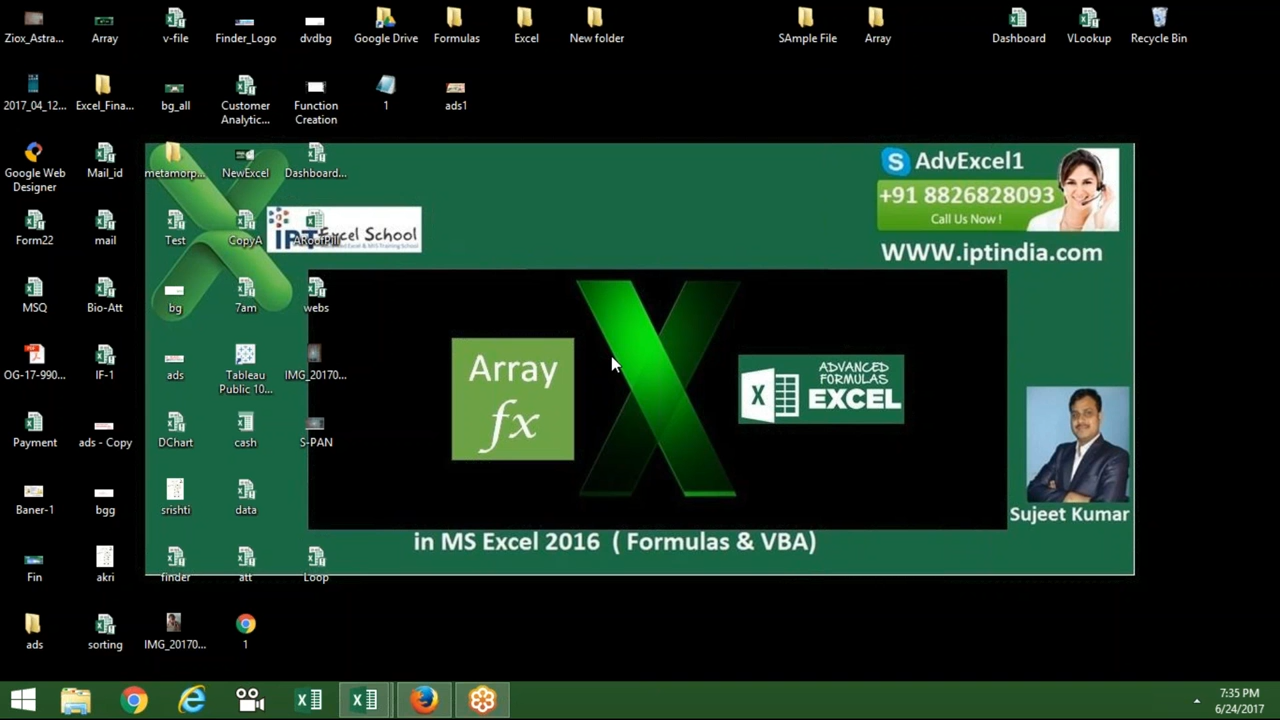 Ziox_Astra...
Array
v-file
Finder_Logo
dvdbg
Google Drive
Formulas
Excel
New folder
SAmple File
Array
Dashboard
VLookup
Recycle Bin
2017_04_12...
Excel_Fina...
bg_all
Customer
Analytic...
Function
Creation
1
ads1
Google Web
Designer
Mail_id
metamorp...
NewExcel
Dashboard...
AdvExcel1
+91 8826828093
Call Us Now !
WWW.iptindia.com
Form22
mail
Test
CopyA
Excel School
MSQ
Bio-Att
bg
7am
webs
OG-17-990...
IF-1
ads
Tableau
Public 10...
IMG_20170...
Array
fx
ADVANCED
FORMULAS
EXCEL
Payment
ads - Copy
DChart
cash
S-PAN
Baner-1
bgg
srishti
data
Sujeet Kumar
in MS Excel 2016 ( Formulas & VBA)
Fin
akri
finder
att
Loop
ads
sorting
IMG_20170...
1
7:35 PM
6/24/2017